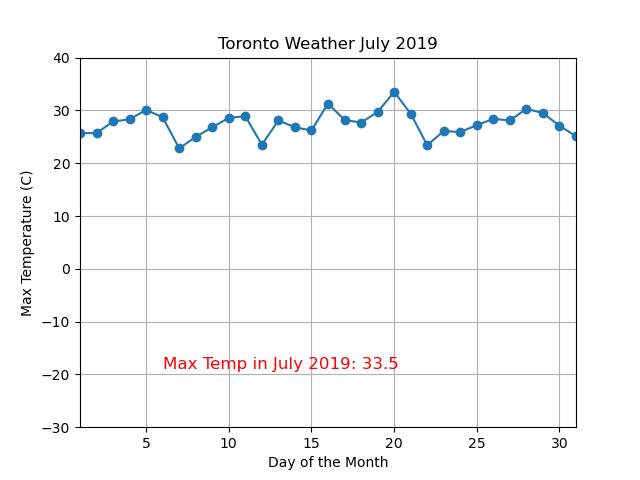 Toronto Weather July 2019
40
30
20
10
0
−10
−20
−30
Max Temperature (C)
Max Temp in July 2019: 33.5
5 10 15 20 25 30
Day of the Month